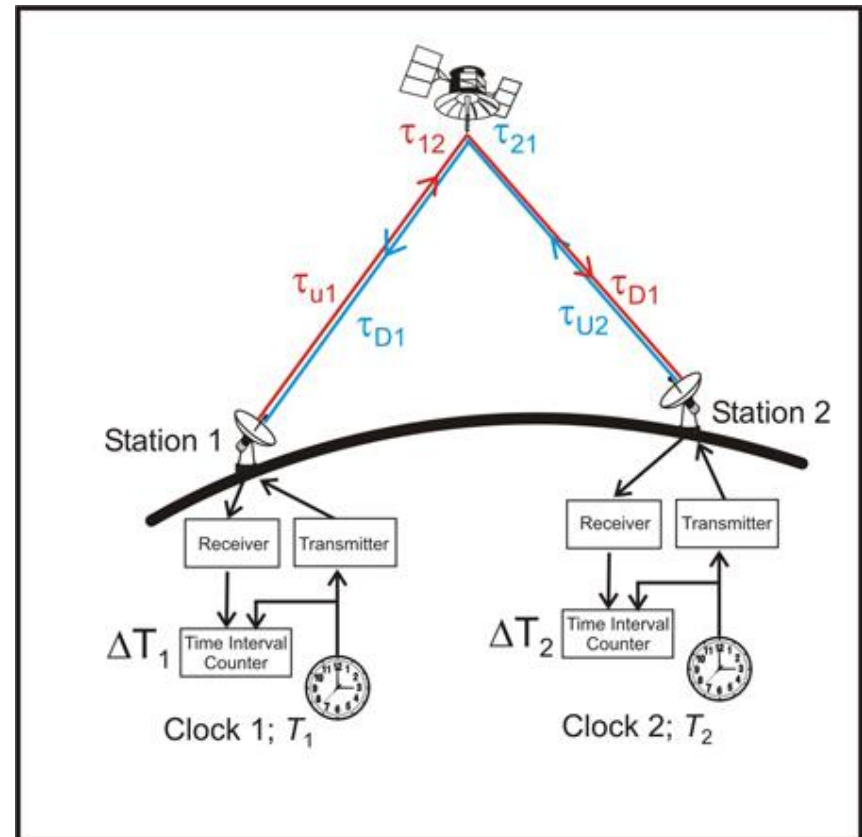 τ12 τ21
τu1 τD1
τD1 τU2
Station 1 Station 2
Receiver Transmitter Receiver Transmitter
ΔT1 Time Interval Counter ΔT2 Time Interval Counter
Clock 1; T1 Clock 2; T2